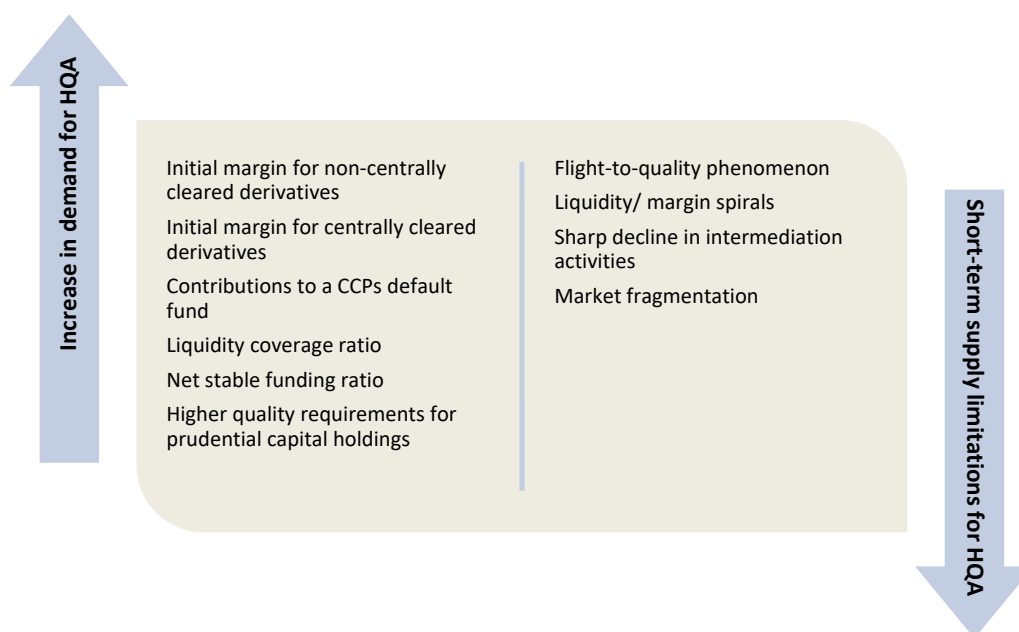 Increase in demand for HQA
Initial margin for non-centrally
cleared derivatives
Initial margin for centrally cleared
derivatives
Contributions to a CCPs default
fund
Liquidity coverage ratio
Net stable funding ratio
Higher quality requirements for
prudential capital holdings
Flight-to-quality phenomenon
Liquidity/ margin spirals
Sharp decline in intermediation
activities
Market fragmentation
Short-term supply limitations for HQA